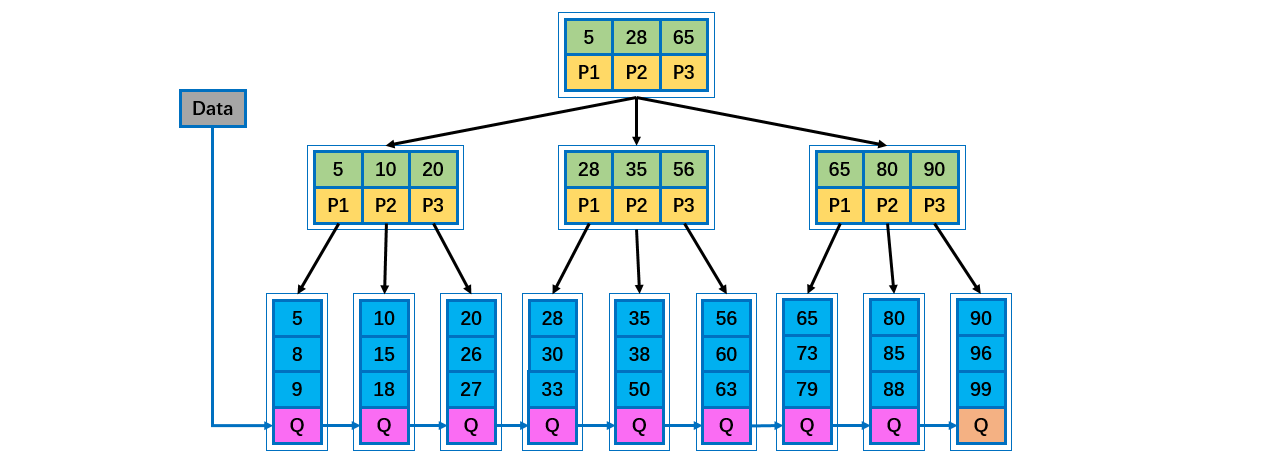 5 28 65
P1 P2 P3
Data
5 10 20 28 35 56 65 80 90
P1 P2 P3 P1 P2 P3 P1 P2 P3
5 10 20 28 35 56 65 80 90
8 15 26 30 38 60 73 85 96
9 18 27 33 50 63 79 88 99
Q Q Q Q Q Q Q Q Q